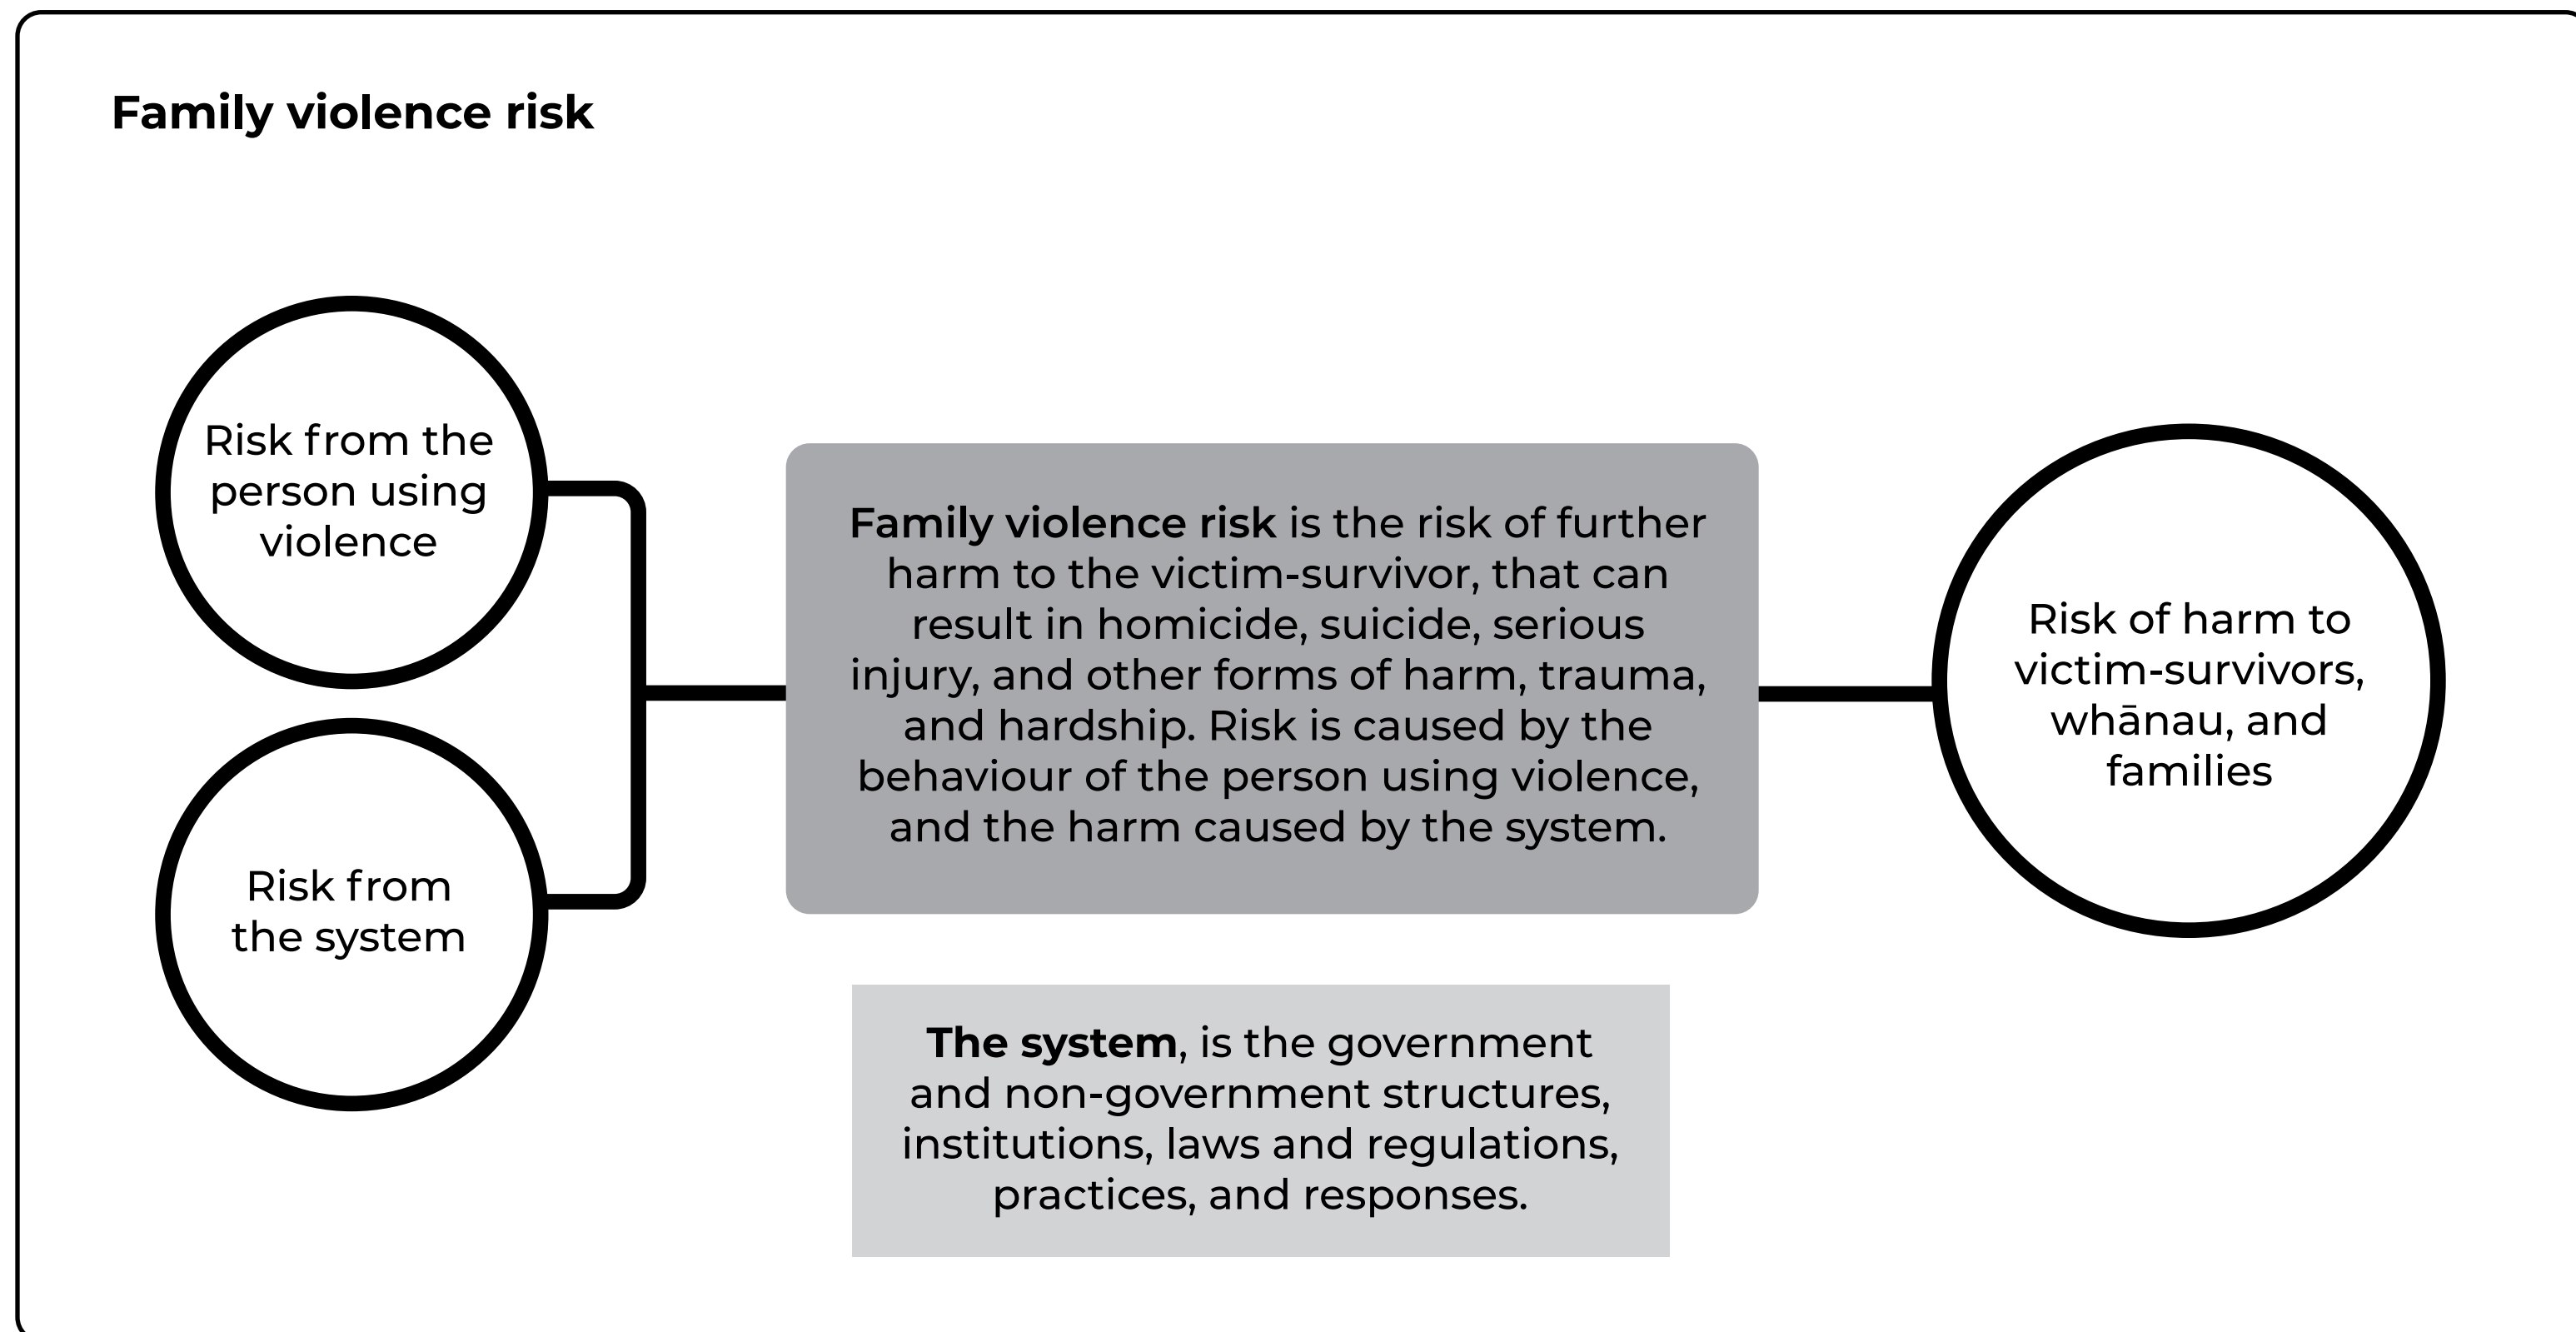 Family violence risk
Risk from the
person using
violence
Risk from
the system
Family violence risk is the risk of further
harm to the victim-survivor, that can
result in homicide, suicide, serious
injury, and other forms of harm, trauma,
and hardship. Risk is caused by the
behaviour of the person using violence,
and the harm caused by the system.
The system, is the government
and non-government structures,
institutions, laws and regulations,
practices, and responses.
Risk of harm to
victim-survivors,
whānau, and
families